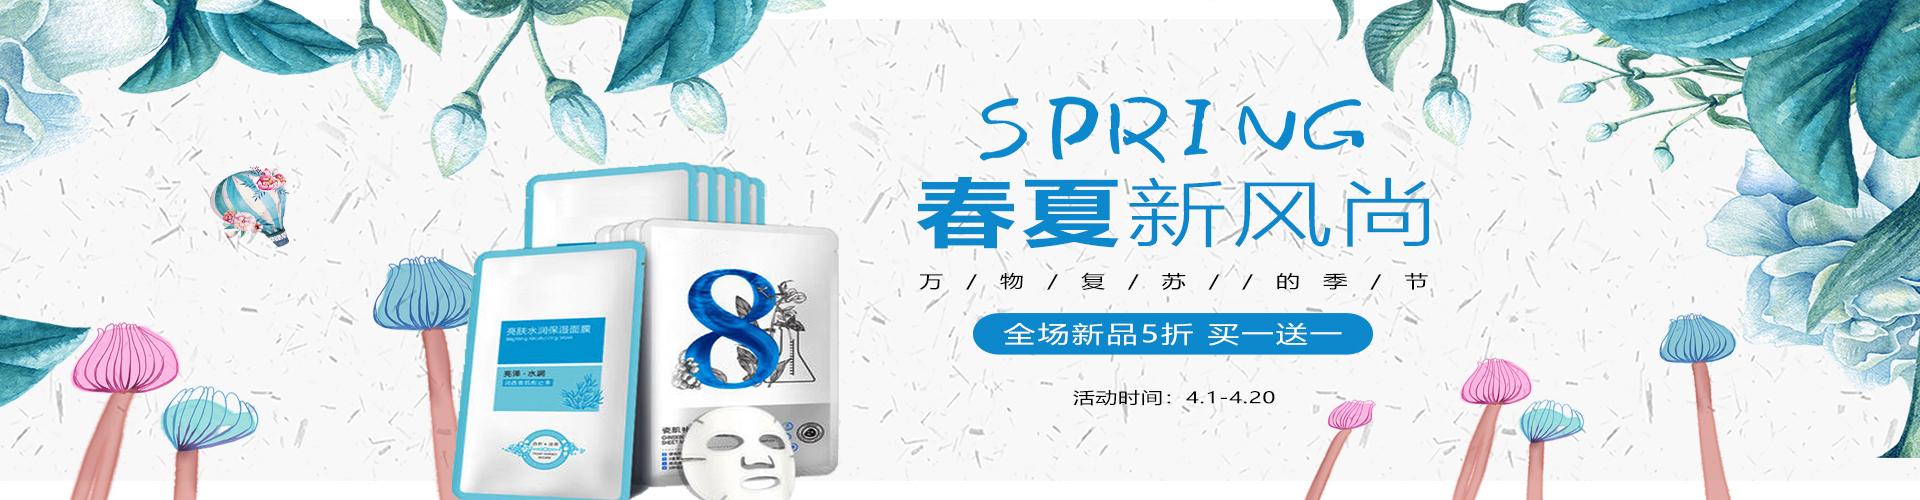 SPRING
春夏新风尚
万/物/复/苏//的季/节
全场新品5折 买一送一
活动时间：4.1-4.20
亮肤水润保湿面膜
亮泽·水润
8
瓷肌